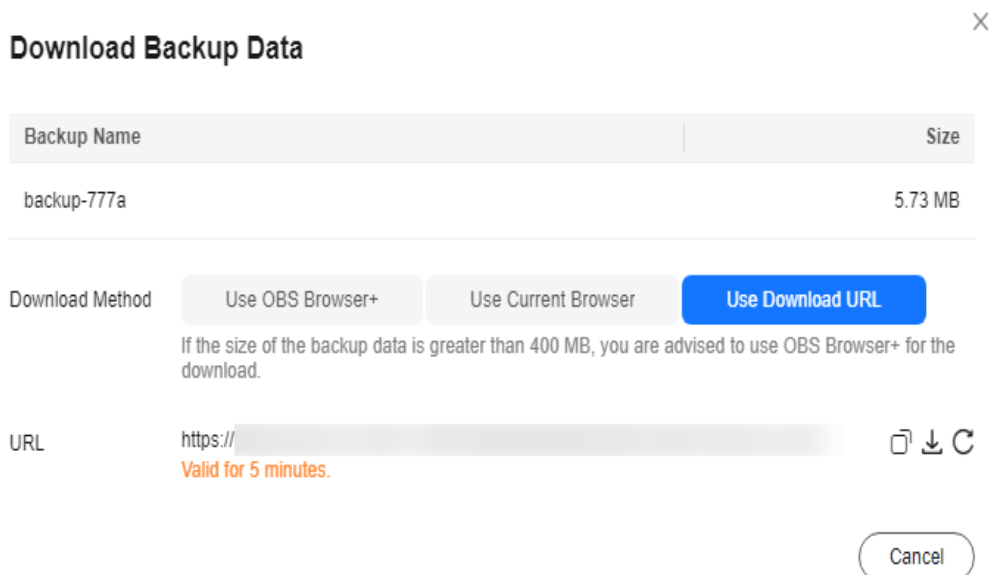 Download Backup Data
Backup Name Size
backup-777a 5.73 MB
Download Method Use OBS Browser+ Use Current Browser Use Download URL
If the size of the backup data is greater than 400 MB, you are advised to use OBS Browser+ for the
download.
URL https://
Valid for 5 minutes.
Cancel